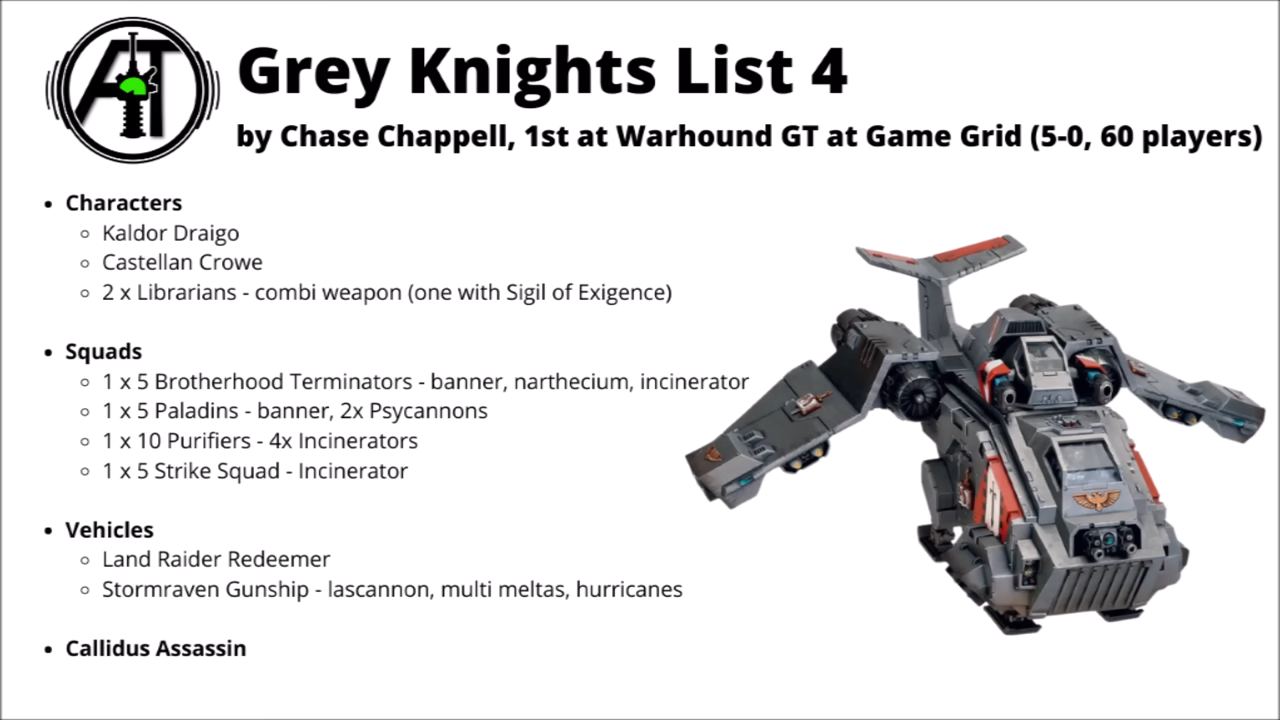 AT
Grey Knights List 4
by Chase Chappell, 1st at Warhound GT at Game Grid (5-0, 60 players)
• Characters
○ Kaldor Draigo
○ Castellan Crowe
○ 2 x Librarians - combi weapon (one with Sigil of Exigence)
• Squads
○ 1 x 5 Brotherhood Terminators - banner, narthecium, incinerator
○ 1 x 5 Paladins - banner, 2x Psycannons
○ 1 x 10 Purifiers - 4x Incinerators
○ 1 x 5 Strike Squad - Incinerator
• Vehicles
○ Land Raider Redeemer
○ Stormraven Gunship - lascannon, multi meltas, hurricanes
• Callidus Assassin